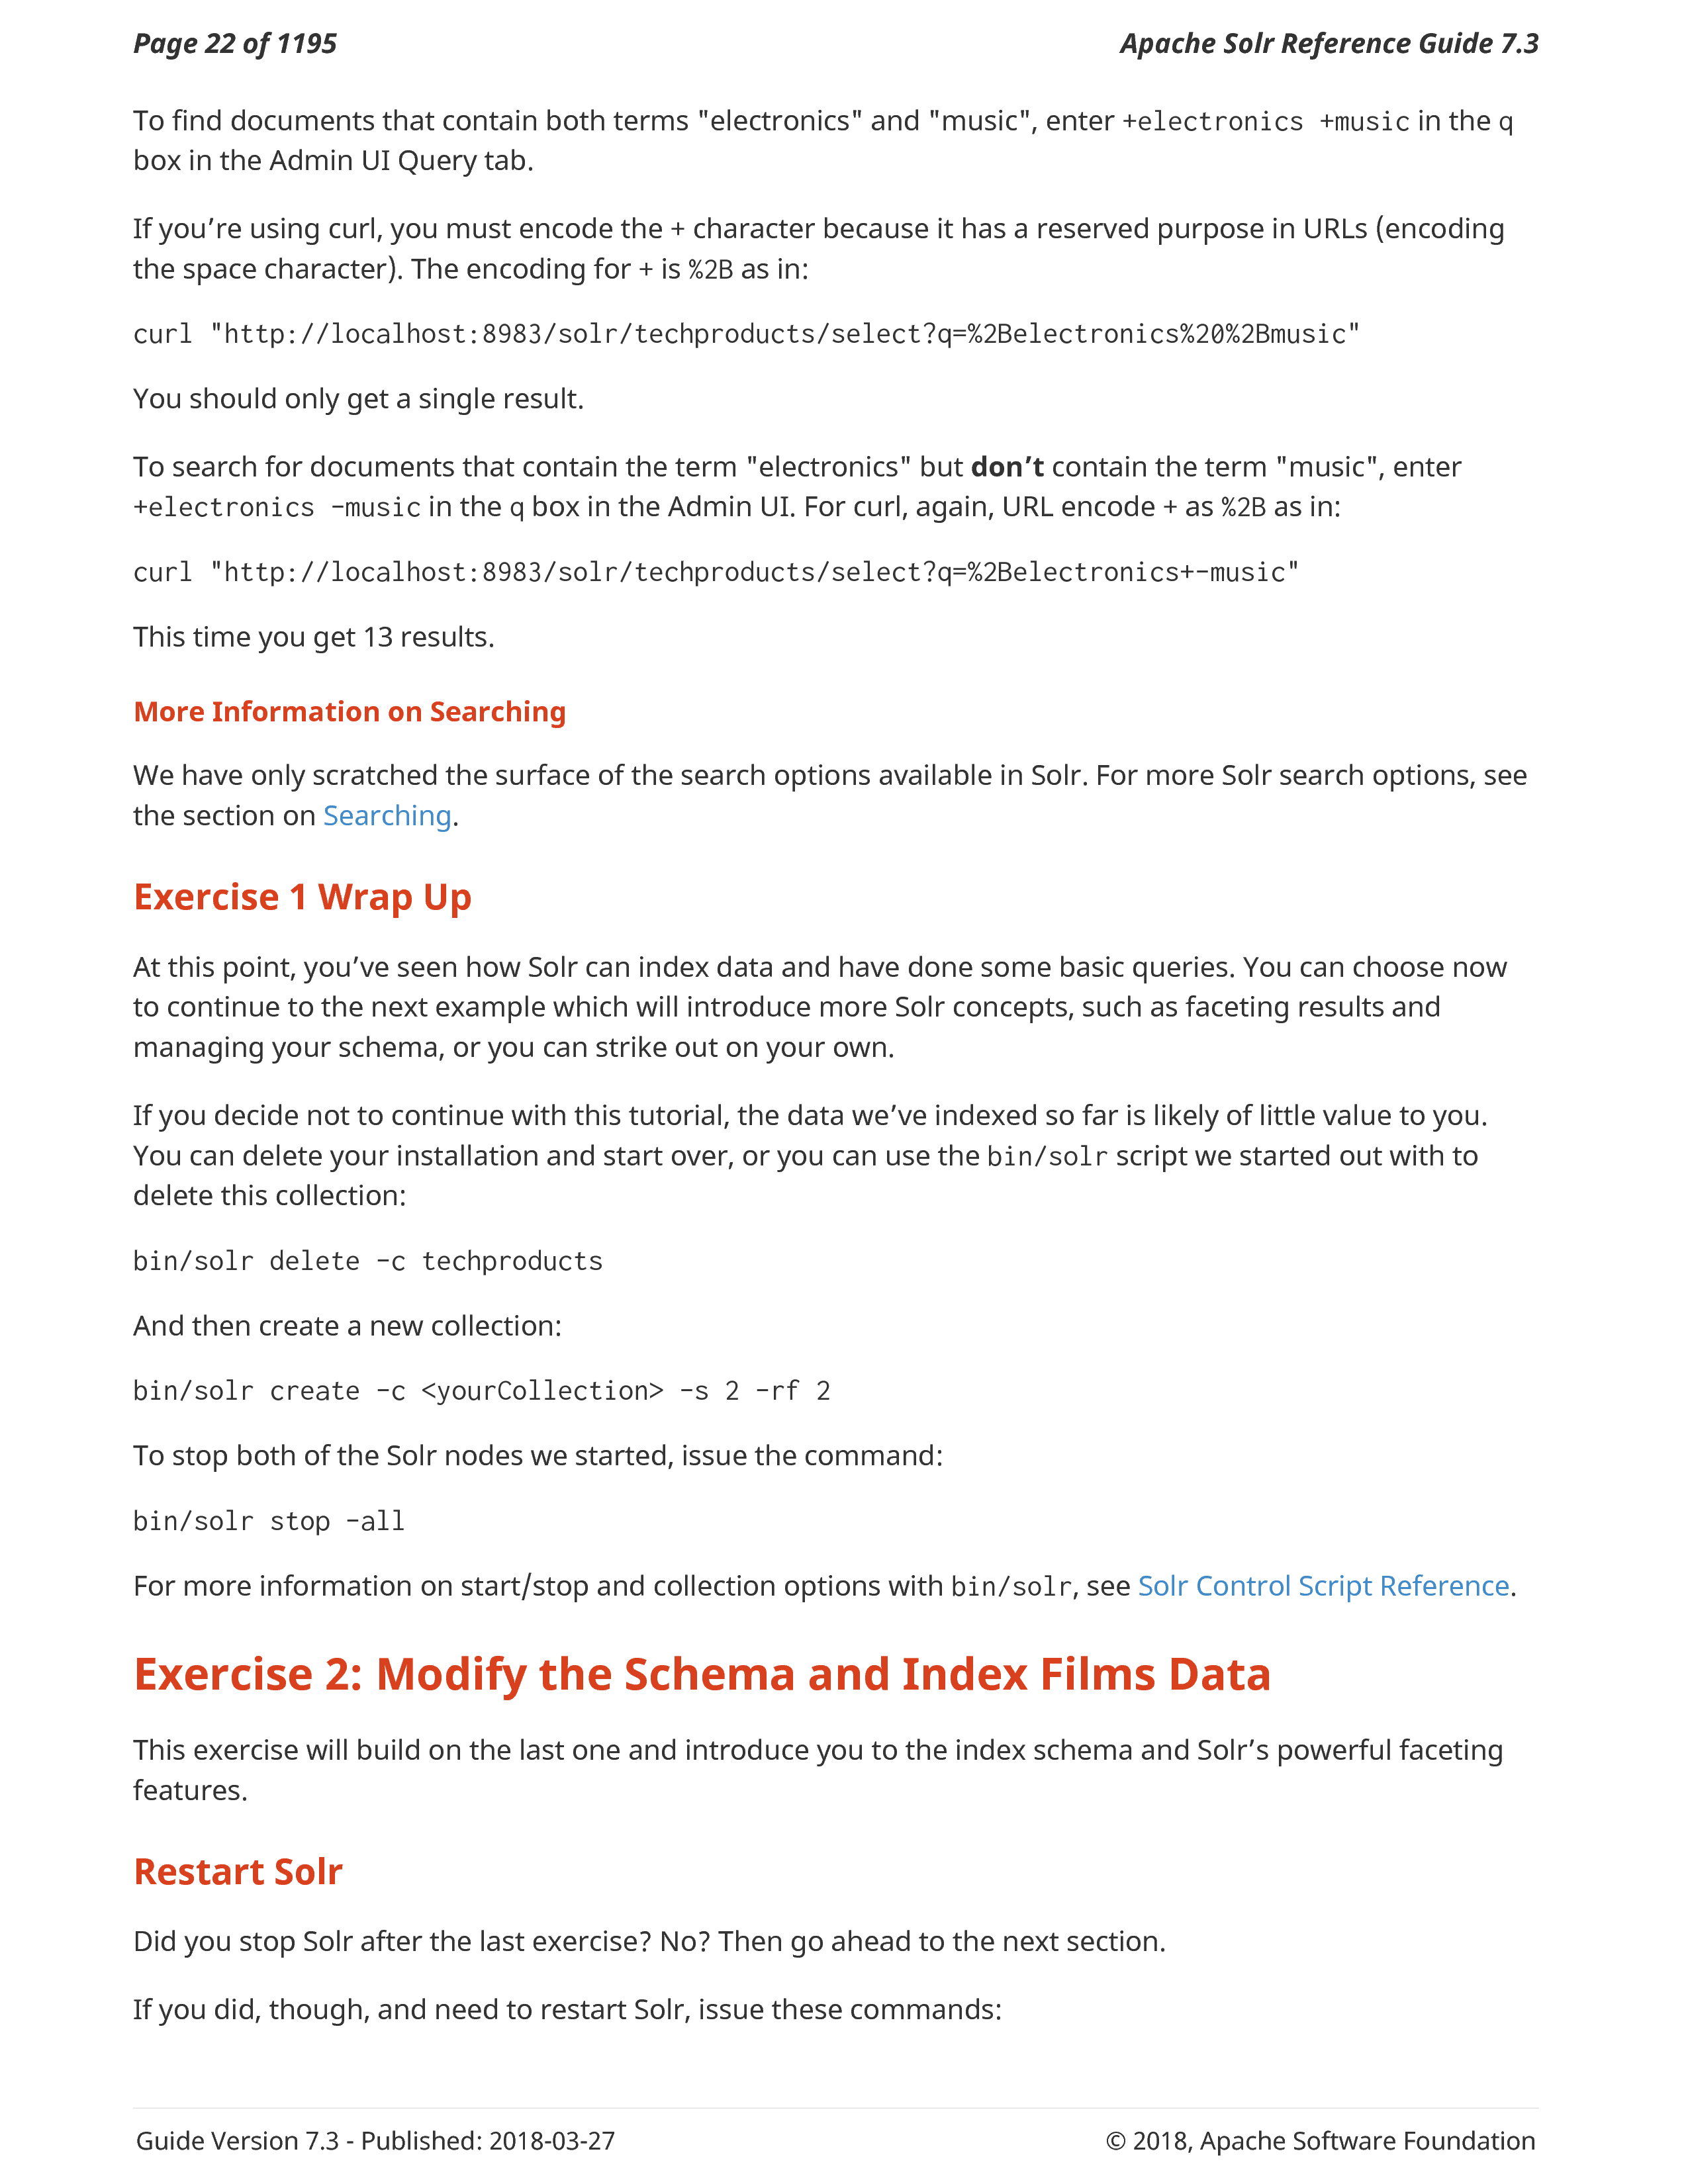 Page 22 of 1195
Apache Solr Reference Guide 7.3
To find documents that contain both terms "electronics" and "music", enter +electronics +music in the q
box in the Admin UI Query tab.
If you’re using curl, you must encode the + character because it has a reserved purpose in URLs (encoding
the space character). The encoding for + is %2B as in:
curl "http://localhost:8983/solr/techproducts/select?q=%2Belectronics%20%2Bmusic"
You should only get a single result.
To search for documents that contain the term "electronics" but don’t contain the term "music", enter
+electronics -music in the q box in the Admin UI. For curl, again, URL encode + as %2B as in:
curl "http://localhost:8983/solr/techproducts/select?q=%2Belectronics+-music"
This time you get 13 results.
More Information on Searching
We have only scratched the surface of the search options available in Solr. For more Solr search options, see
the section on Searching.
Exercise 1 Wrap Up
At this point, you’ve seen how Solr can index data and have done some basic queries. You can choose now
to continue to the next example which will introduce more Solr concepts, such as faceting results and
managing your schema, or you can strike out on your own.
If you decide not to continue with this tutorial, the data we’ve indexed so far is likely of little value to you.
You can delete your installation and start over, or you can use the bin/solr script we started out with to
delete this collection:
bin/solr delete -c techproducts
And then create a new collection:
bin/solr create -c <yourCollection> -s 2 -rf 2
To stop both of the Solr nodes we started, issue the command:
bin/solr stop -all
For more information on start/stop and collection options with bin/solr, see Solr Control Script Reference.
Exercise 2: Modify the Schema and Index Films Data
This exercise will build on the last one and introduce you to the index schema and Solr’s powerful faceting
features.
Restart Solr
Did you stop Solr after the last exercise? No? Then go ahead to the next section.
If you did, though, and need to restart Solr, issue these commands:
Guide Version 7.3 - Published: 2018-03-27
© 2018, Apache Software Foundation